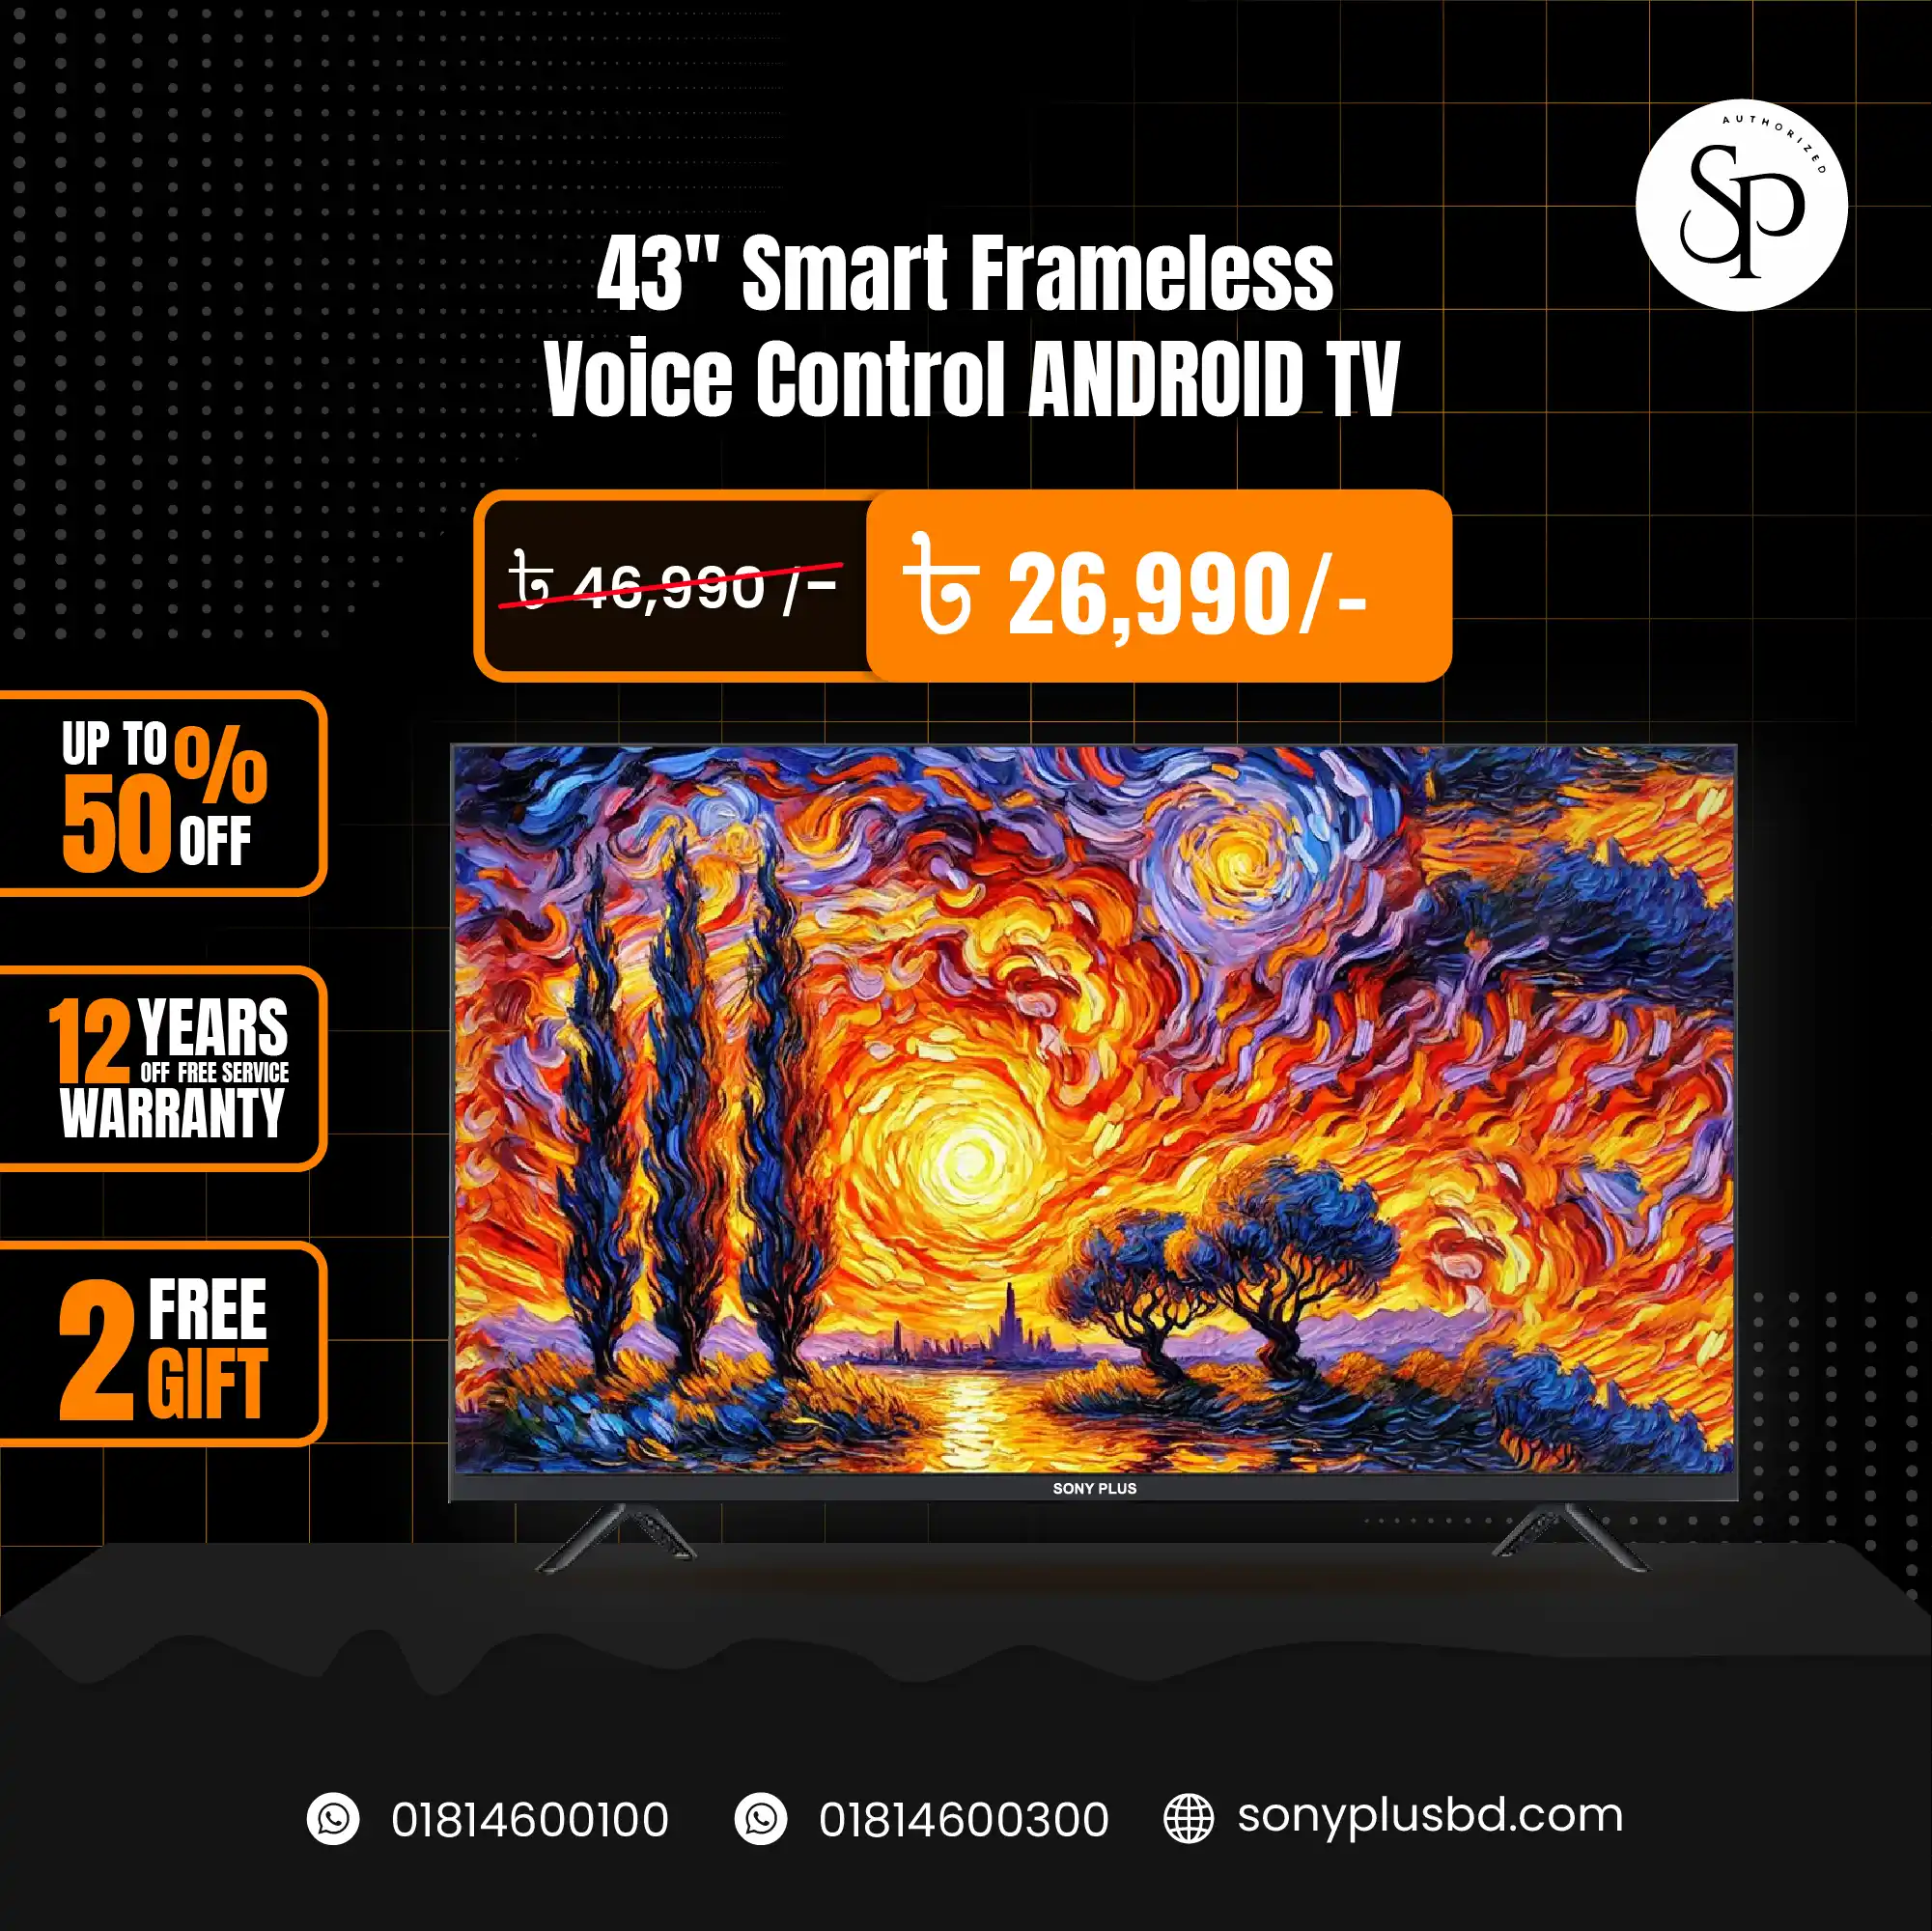 AUTHORIZED
SP
43" Smart Frameless
Voice Control ANDROID TV
৳ 46,990 /-
৳ 26,990/-
UP TO
50% OFF
12 YEARS
OFF FREE SERVICE
WARRANTY
2 FREE
GIFT
SONY PLUS
01814600100
01814600300
sonyplusbd.com